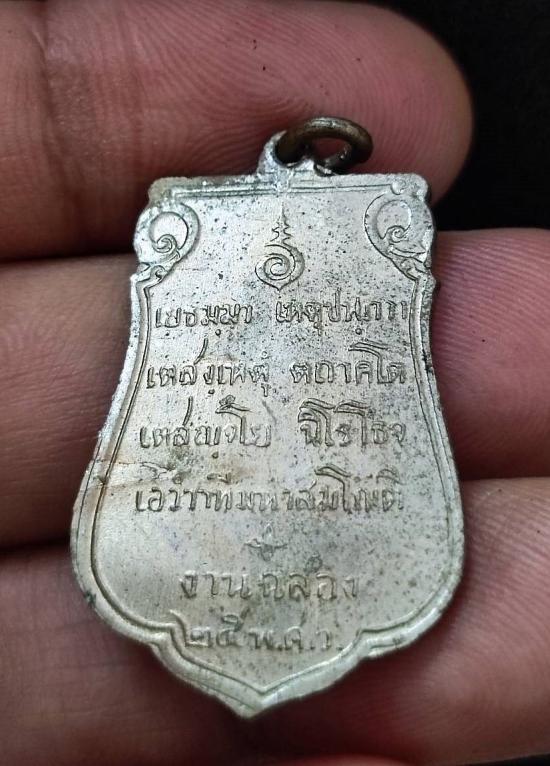 เยธมฺมา เหตุปฺปภวา
เตสํ เหตุํ ตถาคโต
เตสญฺจ โย นิโรโธ จ
เอวํวาที มหาสมโณติ
งานฉลอง
๒๕ พ.ศ.ว.